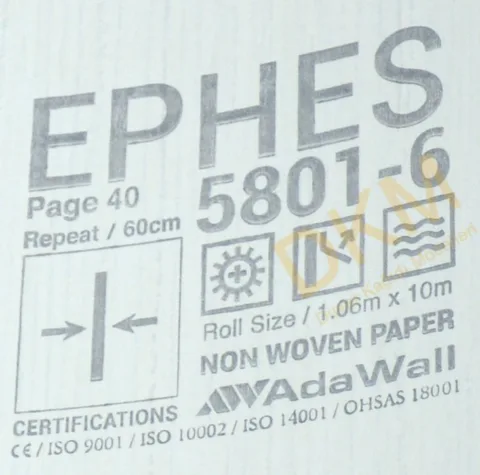 EPHES
Page 40
5801-6
Repeat / 60cm
Roll Size / 1.06m x 10m
NON WOVEN PAPER
AdaWall
CERTIFICATIONS
CE / ISO 9001 / ISO 10002 / ISO 14001 / OHSAS 18001
DKM